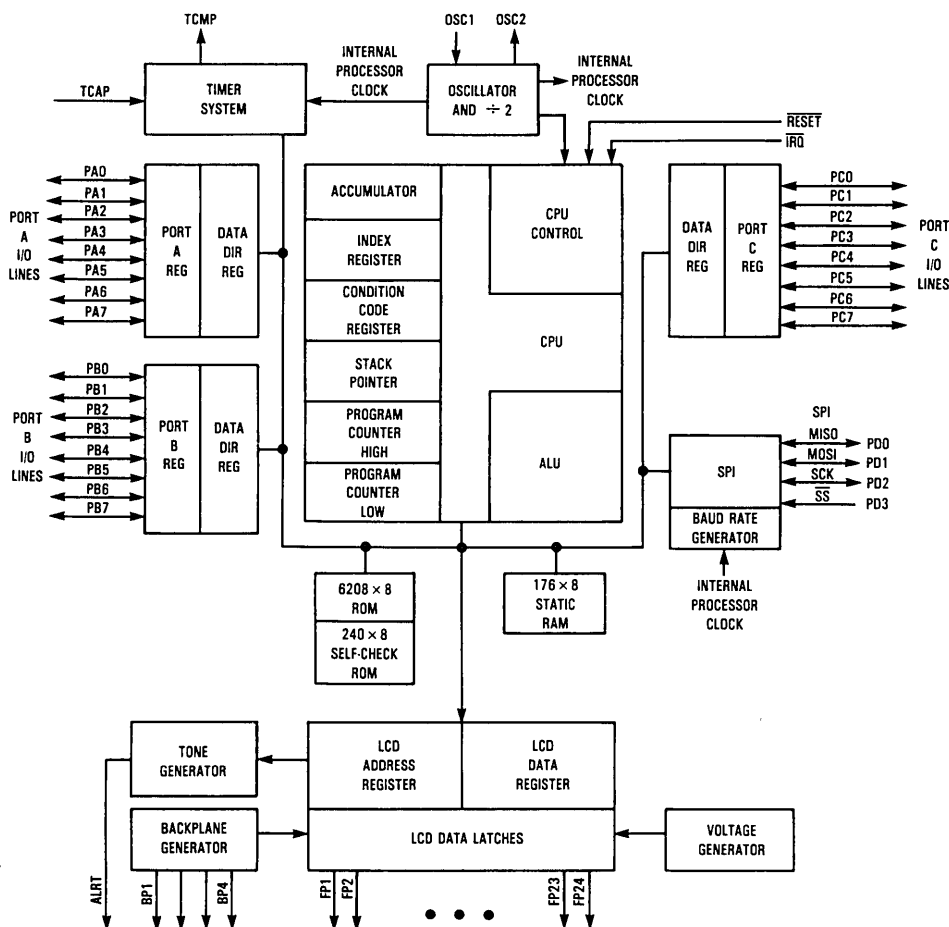 TCMP
OSC1
OSC2
INTERNAL
PROCESSOR
CLOCK
INTERNAL
PROCESSOR
CLOCK
TCAP
TIMER
SYSTEM
OSCILLATOR
AND ÷ 2
RESET
IRQ
PORT
A
I/O
LINES
PA0
PA1
PA2
PA3
PA4
PA5
PA6
PA7
PORT
A
REG
DATA
DIR
REG
ACCUMULATOR
INDEX
REGISTER
CONDITION
CODE
REGISTER
STACK
POINTER
PROGRAM
COUNTER
HIGH
PROGRAM
COUNTER
LOW
CPU
CONTROL
CPU
ALU
DATA
DIR
REG
PORT
C
REG
PC0
PC1
PC2
PC3
PC4
PC5
PC6
PC7
PORT
C
I/O
LINES
PORT
B
I/O
LINES
PB0
PB1
PB2
PB3
PB4
PB5
PB6
PB7
PORT
B
REG
DATA
DIR
REG
SPI
SPI
MISO PD0
MOSI PD1
SCK PD2
SS PD3
BAUD RATE
GENERATOR
INTERNAL
PROCESSOR
CLOCK
6208 × 8
ROM
240 × 8
SELF-CHECK
ROM
176 × 8
STATIC
RAM
TONE
GENERATOR
LCD
ADDRESS
REGISTER
LCD
DATA
REGISTER
BACKPLANE
GENERATOR
LCD DATA LATCHES
VOLTAGE
GENERATOR
ALRT
BP1
BP4
FP1
FP2
• • •
FP23
FP24